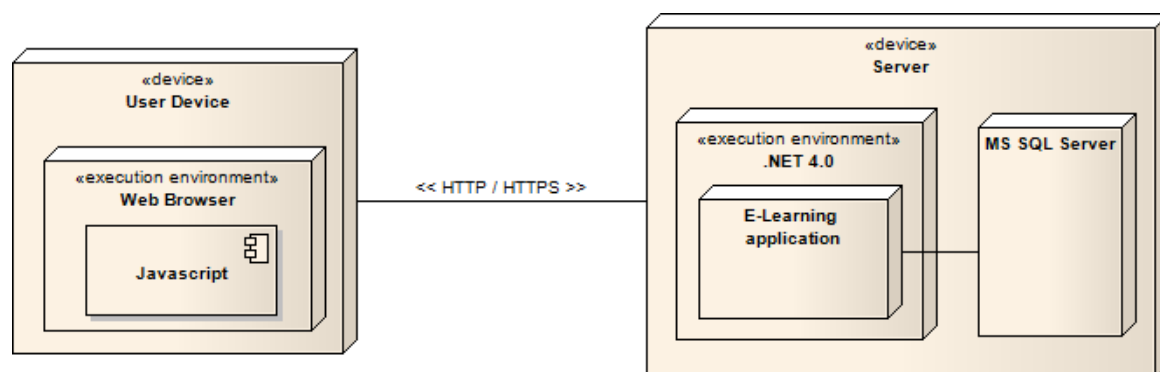 «device»
User Device
«execution environment»
Web Browser
Javascript
<< HTTP / HTTPS >>
«device»
Server
«execution environment»
.NET 4.0
E-Learning
application
MS SQL Server